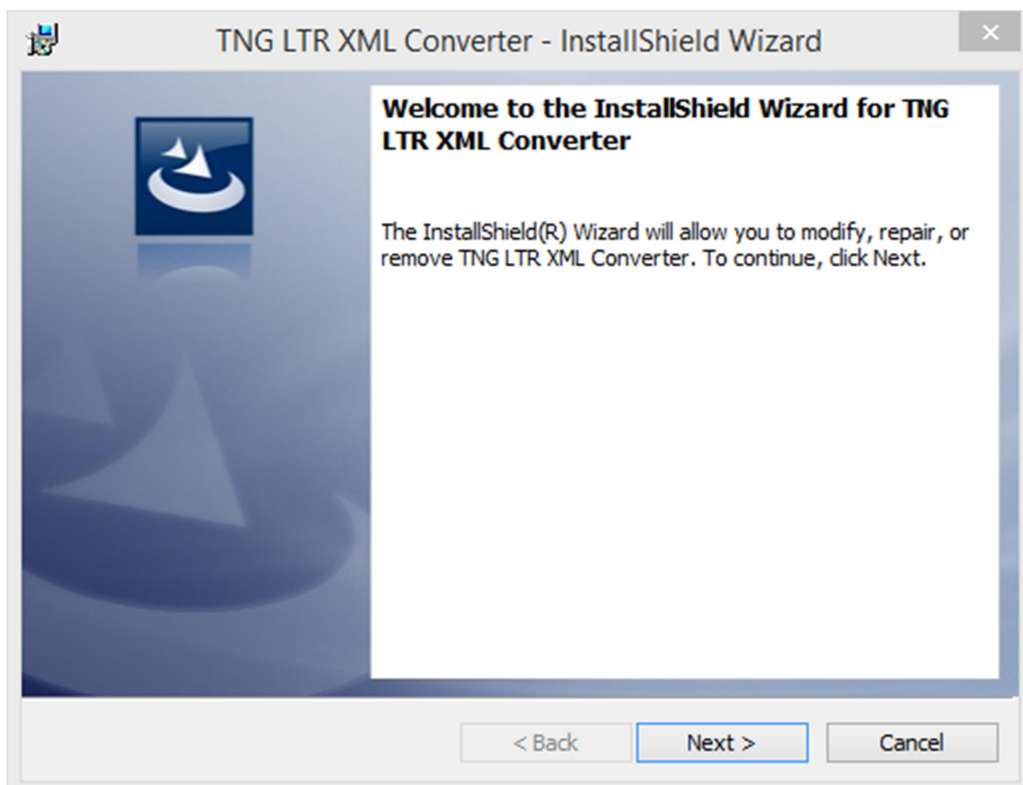 TNG LTR XML Converter - InstallShield Wizard
Welcome to the InstallShield Wizard for TNG
LTR XML Converter
The InstallShield(R) Wizard will allow you to modify, repair, or
remove TNG LTR XML Converter. To continue, click Next.
< Back
Next >
Cancel